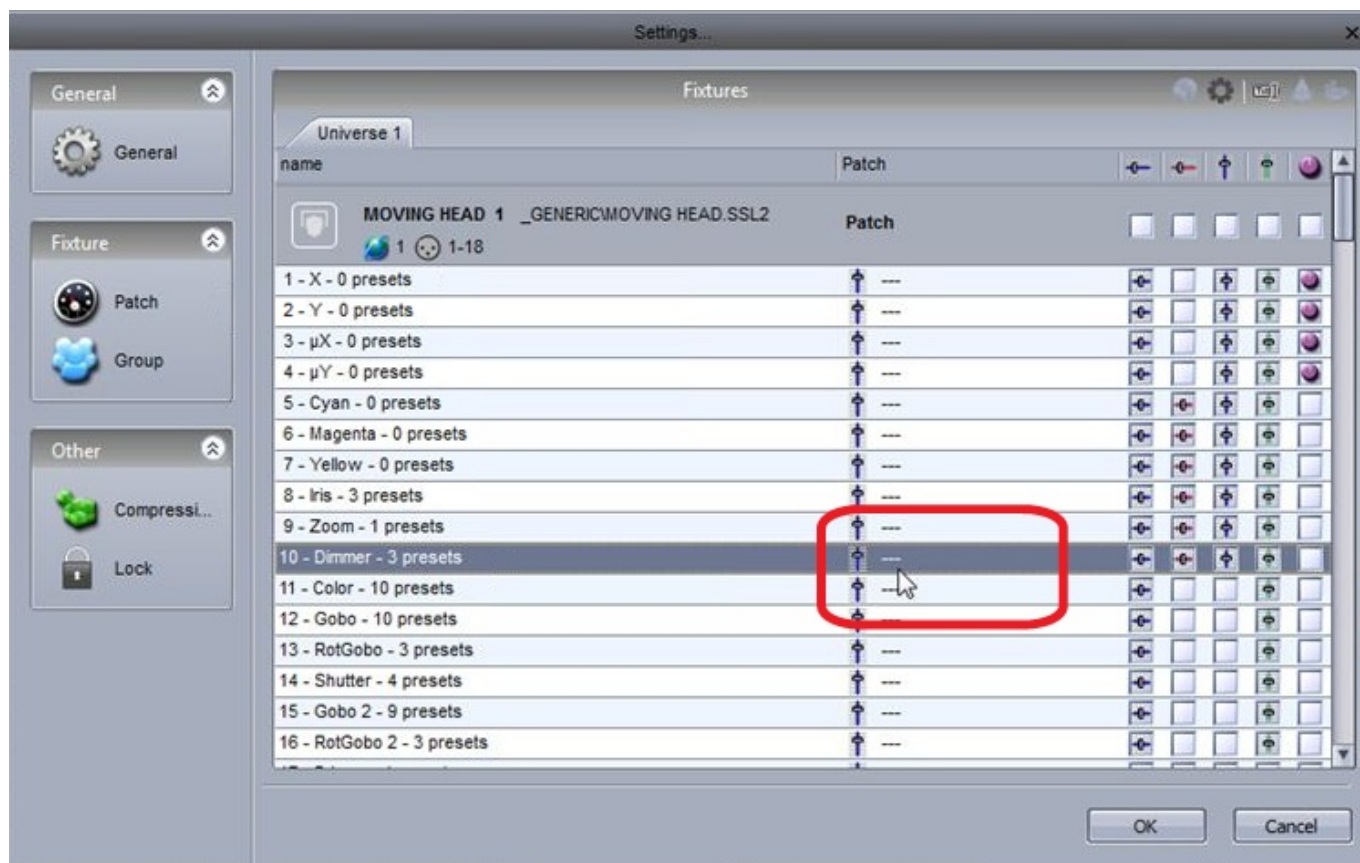 Settings...
General
General
Fixture
Patch
Group
Other
Compressi...
Lock
Fixtures
Universe 1
name Patch
MOVING HEAD 1 _GENERIC\MOVING HEAD.SSL2 Patch
1 1-18
1 - X - 0 presets ---
2 - Y - 0 presets ---
3 - µX - 0 presets ---
4 - µY - 0 presets ---
5 - Cyan - 0 presets ---
6 - Magenta - 0 presets ---
7 - Yellow - 0 presets ---
8 - Iris - 3 presets ---
9 - Zoom - 1 presets ---
10 - Dimmer - 3 presets ---
11 - Color - 10 presets ---
12 - Gobo - 10 presets ---
13 - RotGobo - 3 presets ---
14 - Shutter - 4 presets ---
15 - Gobo 2 - 9 presets ---
16 - RotGobo 2 - 3 presets ---
OK Cancel